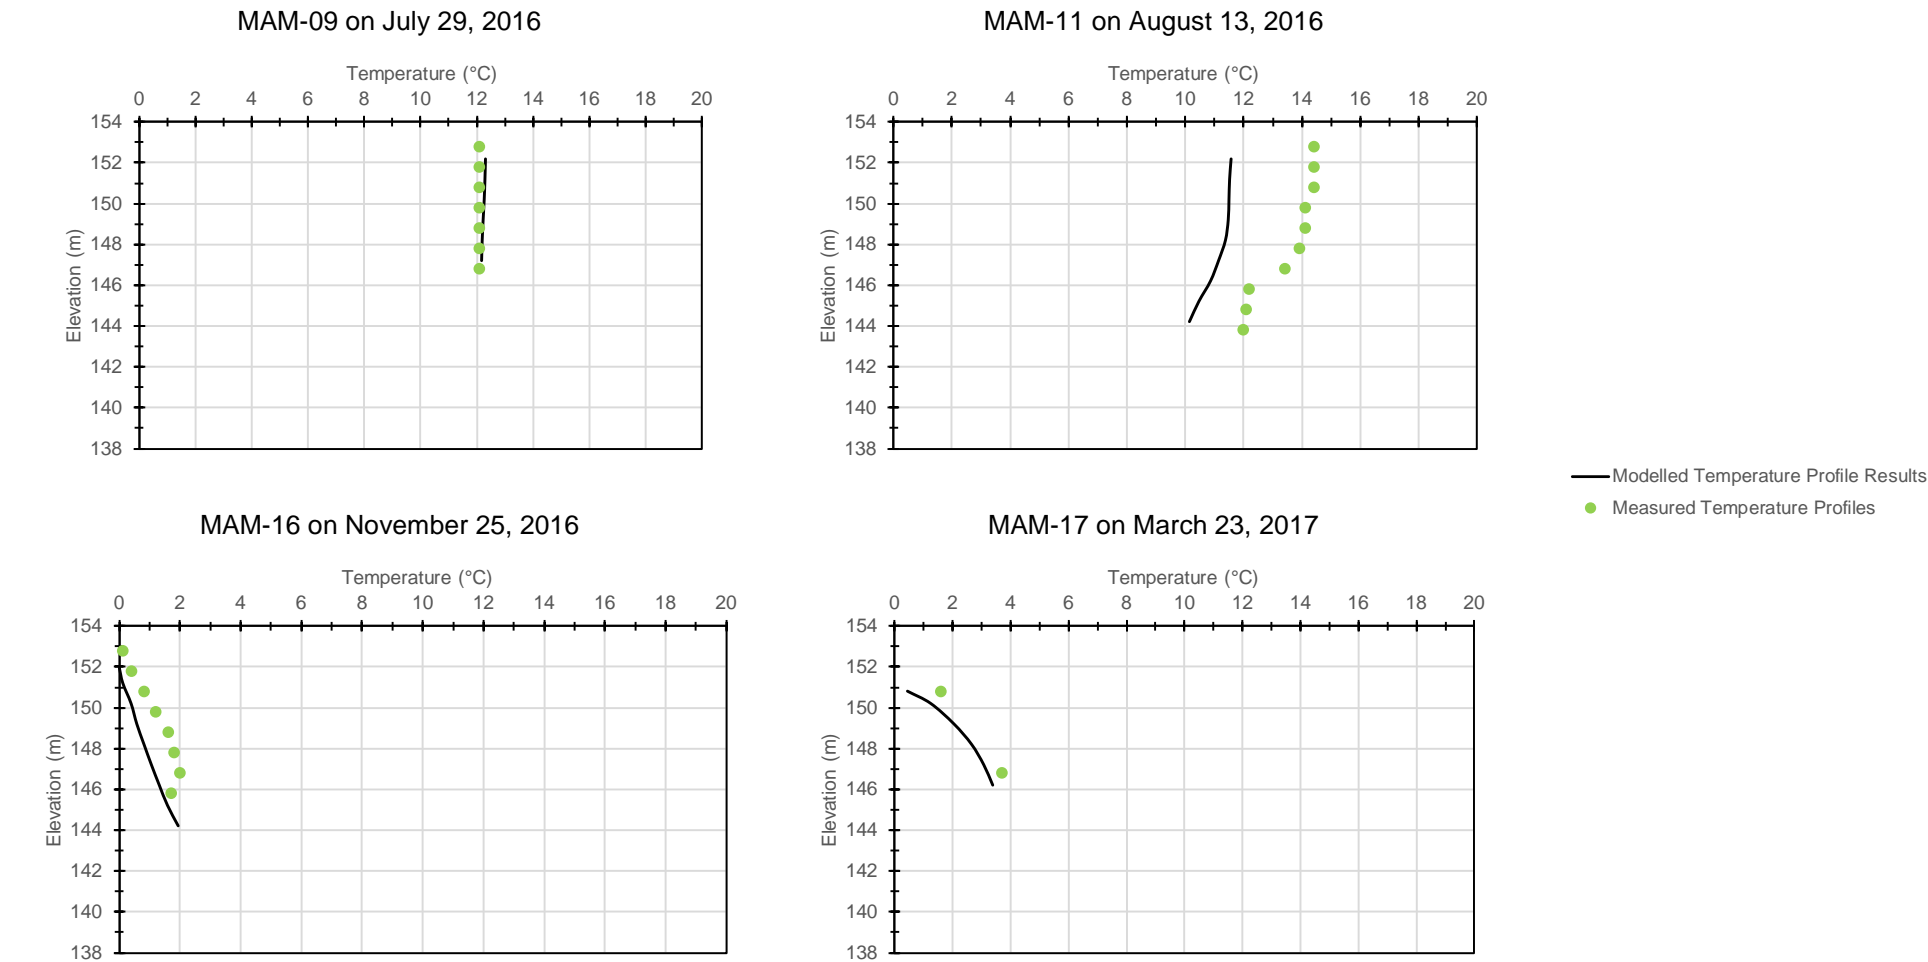 MAM-09 on July 29, 2016
Temperature (°C)
0 2 4 6 8 10 12 14 16 18 20
154
152
150
148
146
144
142
140
138
Elevation (m)
MAM-11 on August 13, 2016
Temperature (°C)
0 2 4 6 8 10 12 14 16 18 20
154
152
150
148
146
144
142
140
138
Elevation (m)
Modelled Temperature Profile Results
Measured Temperature Profiles
MAM-16 on November 25, 2016
Temperature (°C)
0 2 4 6 8 10 12 14 16 18 20
154
152
150
148
146
144
142
140
138
Elevation (m)
MAM-17 on March 23, 2017
Temperature (°C)
0 2 4 6 8 10 12 14 16 18 20
154
152
150
148
146
144
142
140
138
Elevation (m)